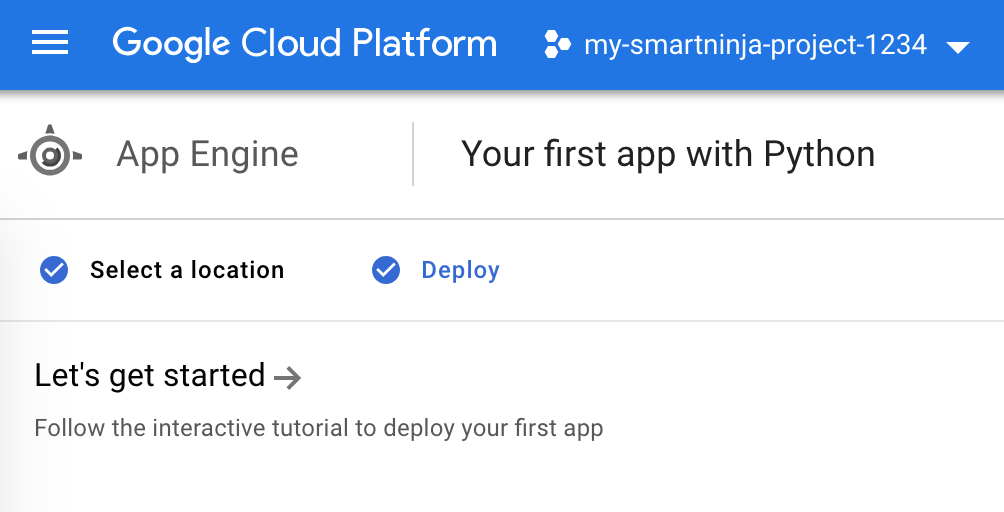 Google Cloud Platform my-smartninja-project-1234
App Engine Your first app with Python
Select a location Deploy
Let's get started
Follow the interactive tutorial to deploy your first app